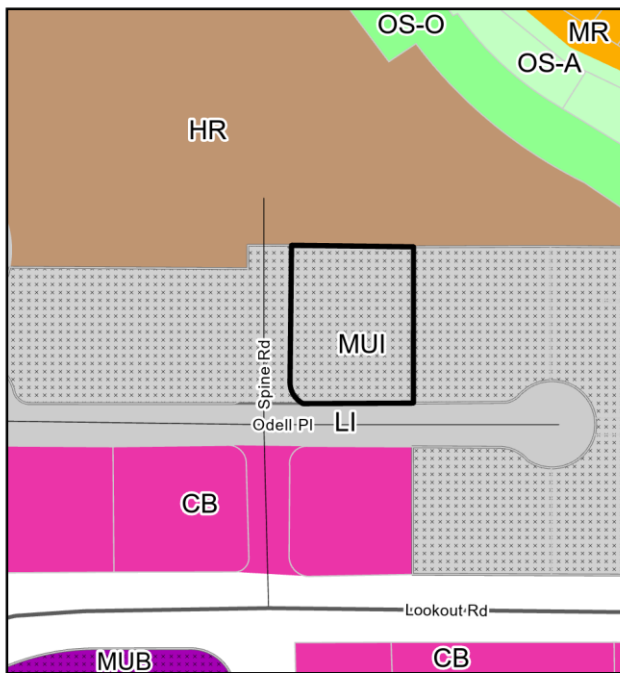 OS-O
MR
OS-A
HR
MUI
Spine Rd
Odell Pl
LI
CB
Lookout Rd
MUB
CB